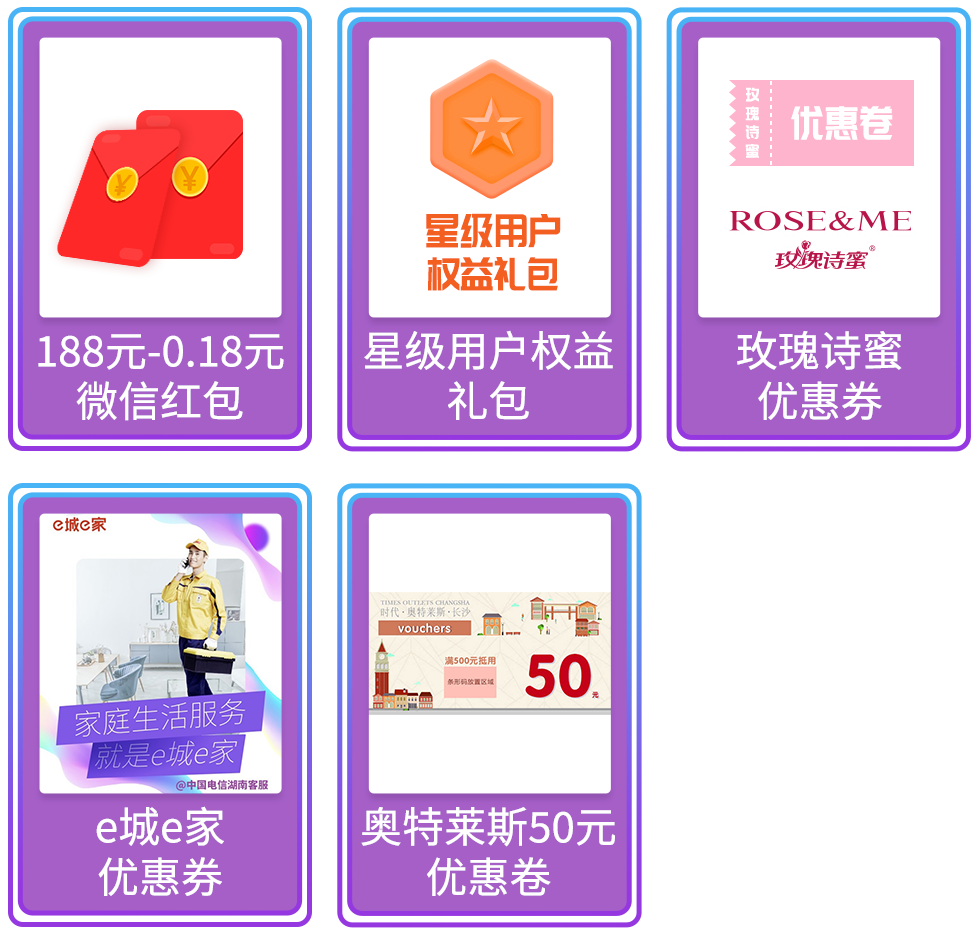 ¥
¥
188元-0.18元
微信红包
星级用户
权益礼包
星级用户权益
礼包
玫瑰诗蜜
优惠卷
ROSE&ME
玫瑰诗蜜®
玫瑰诗蜜
优惠券
e城e家
家庭生活服务
就是e城e家
@中国电信湖南客服
e城e家
优惠券
TIMES OUTLETS CHANGSHA
时代·奥特莱斯·长沙
vouchers
满500元抵用
条形码放置区域
50元
奥特莱斯50元
优惠卷